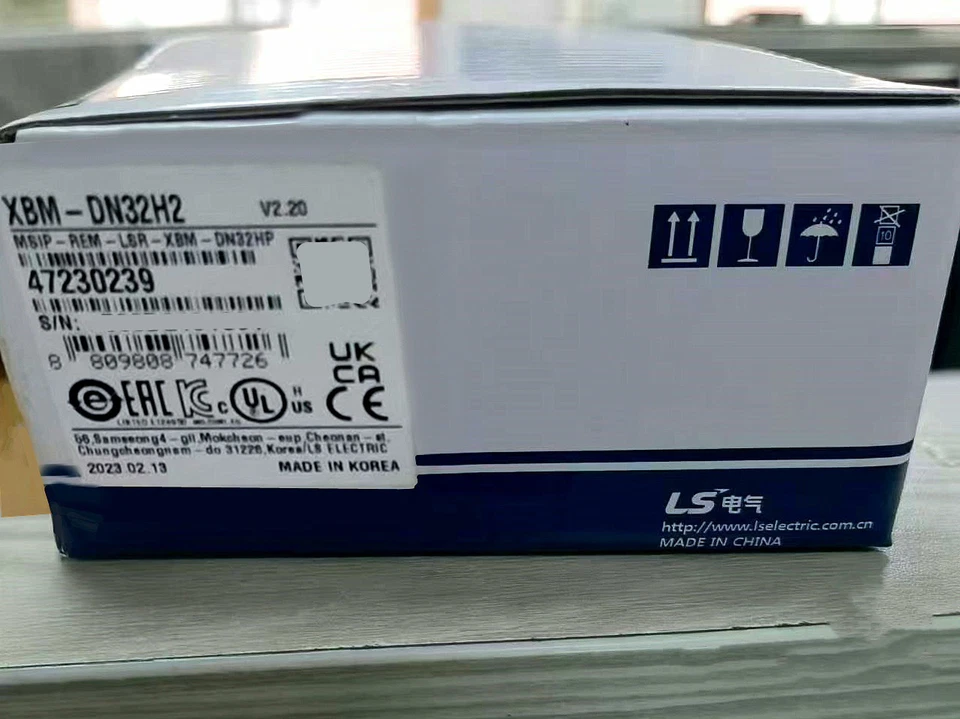 XBM-DN32H2 V2.20
MSIP-REM-LSR-XBM-DN32HP
47230239
S/N:
8 809808 747726
UK
CA
EAC c UL H US CE
56,Samseong4-gil,Mokcheon-eup,Cheonan-si,
Chungcheongnam-do 31226,Korea/LS ELECTRIC
2023.02.13 MADE IN KOREA
10
LS 电气
http://www.lselectric.com.cn
MADE IN CHINA